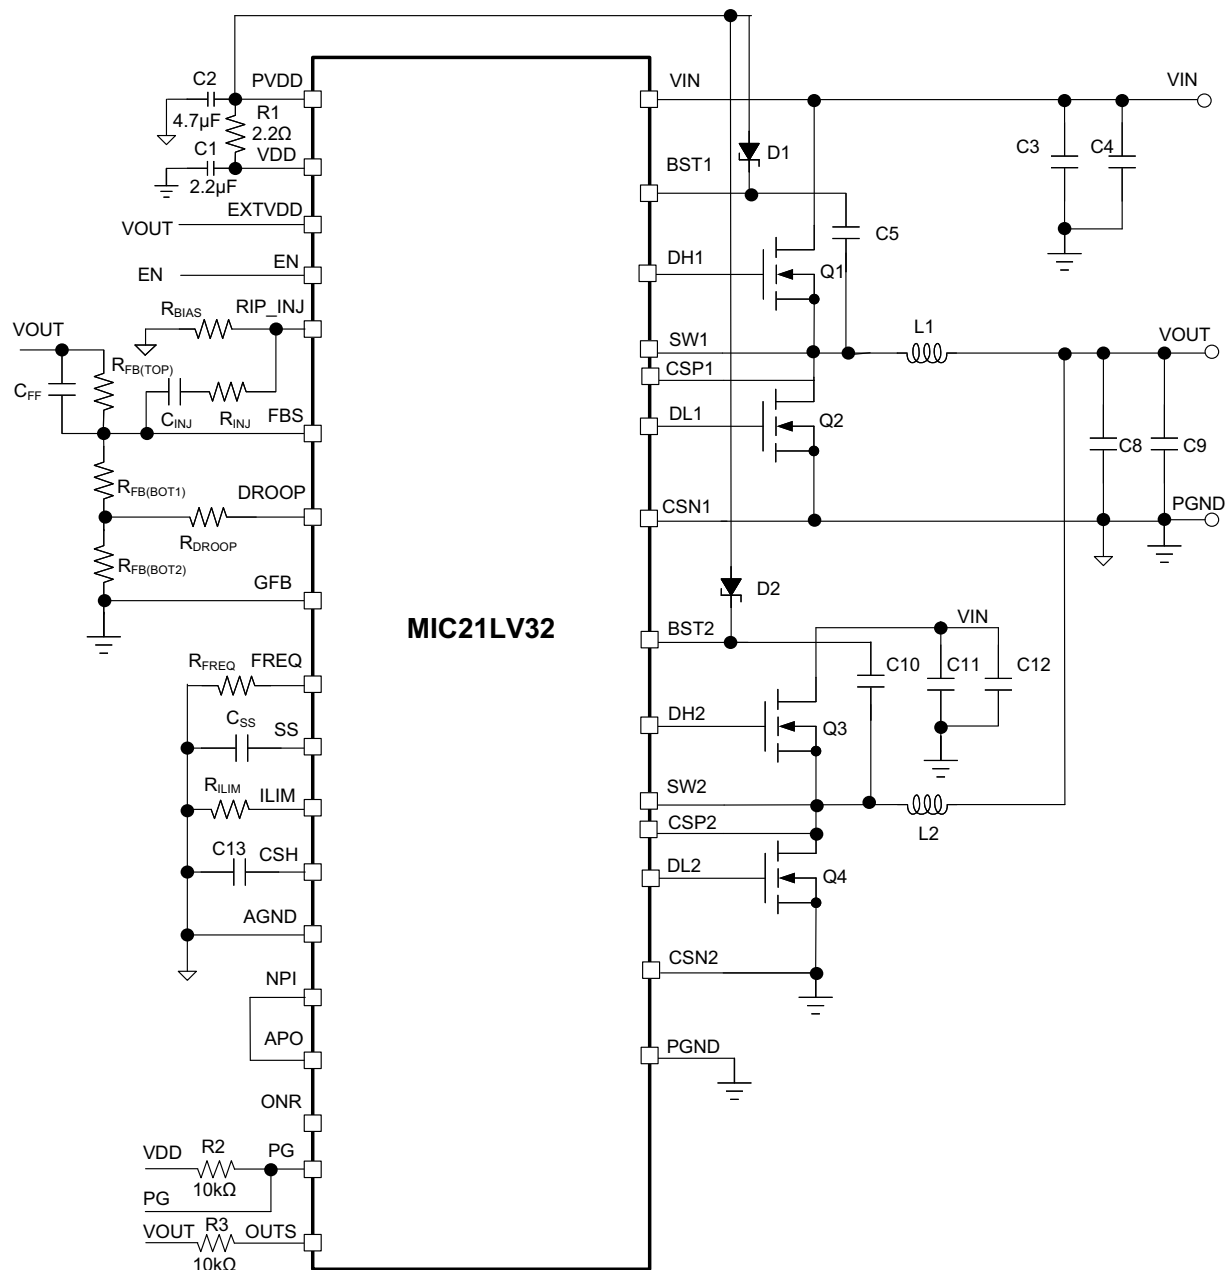 C2
PVDD
4.7µF
R1
2.2Ω
C1
VDD
2.2µF
EXTVDD
VOUT
EN
EN
RBIAS
RIP_INJ
VOUT
RFB(TOP)
CFF
CINJ
RINJ
FBS
RFB(BOT1)
DROOP
RDROOP
RFB(BOT2)
GFB
RFREQ
FREQ
CSS
SS
RILIM
ILIM
C13
CSH
AGND
NPI
APO
ONR
VDD
R2
PG
10kΩ
PG
VOUT
R3
OUTS
10kΩ
MIC21LV32
VIN
VIN
D1
C3
C4
BST1
C5
DH1
Q1
SW1
L1
VOUT
CSP1
DL1
Q2
C8
C9
CSN1
PGND
D2
BST2
VIN
C10
C11
C12
DH2
Q3
SW2
L2
CSP2
DL2
Q4
CSN2
PGND